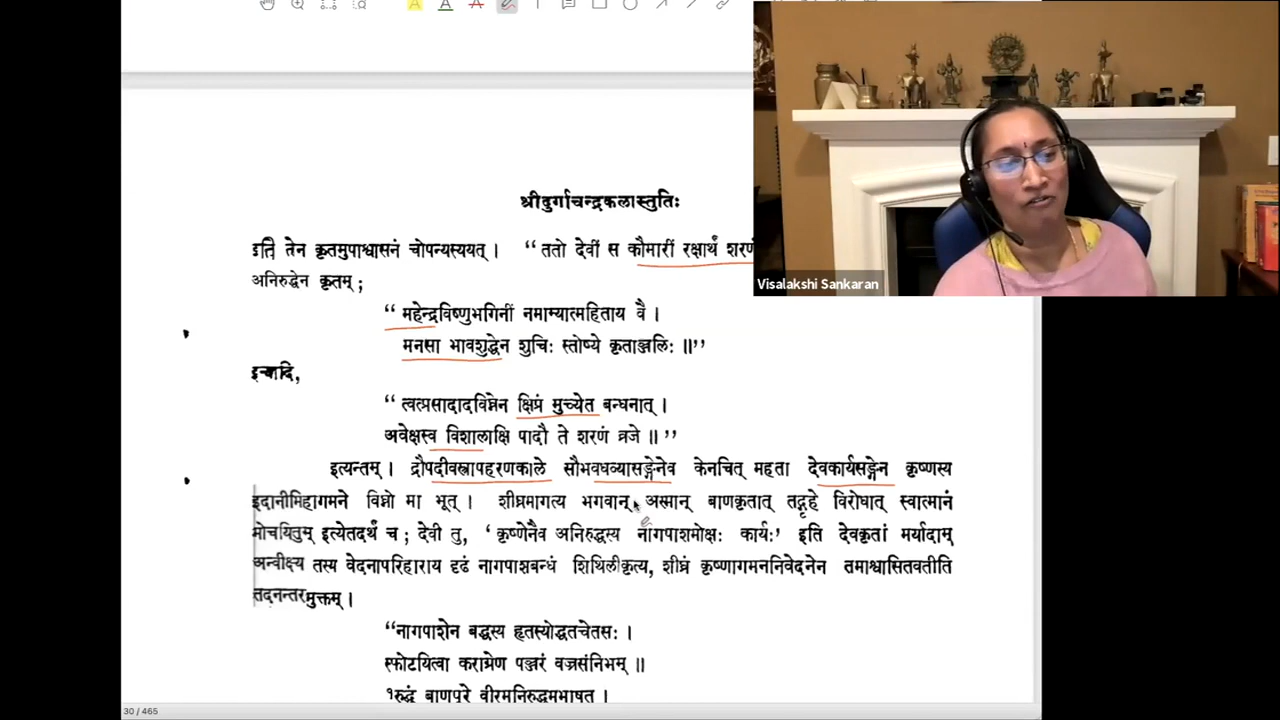 श्रीदुर्गाचन्द्रकलास्तुतिः
इति तेन कृतमुपाश्वासनं चोपन्यस्ययत् । “ ततो देवीं स कौमारीं रक्षार्थं शरणं
अनिरुद्धेन कृतम् ;
“ महेन्द्रविष्णुभगिनीं नमाम्यात्महिताय वै ।
मनसा भावशुद्धेन शुचिः स्तोष्ये कृताञ्जलिः ॥”
इत्यादि,
“ त्वत्प्रसादादविघ्नेन क्षिप्रं मुच्येत बन्धनात् ।
अवेक्षस्व विशालाक्षि पादौ ते शरणं व्रजे ॥ ”
इत्यन्तम् । द्रौपदीवस्त्रापहरणकाले सौभवधव्यासङ्गेनेव केनचित् महता देवकार्यसङ्गेन कृष्णस्य
इदानीमिहागमने विघ्नो मा भूत् । शीघ्रमागत्य भगवान् अस्मान् बाणकृतात् तद्गृहे विरोधात् स्वात्मानं
मोचयितुम् इत्येतदर्थं च ; देवी तु, ‘ कृष्णेनैव अनिरुद्धस्य नागपाशमोक्षः कार्यः’ इति देवकृतां मर्यादाम्
अन्वीक्ष्य तस्य वेदनापरिहाराय दृढं नागपाशबन्धं शिथिलीकृत्य, शीघ्रं कृष्णागमननिवेदनेन तमाश्वासितवतीति
तदनन्तरमुक्तम् ।
“नागपाशेन बद्धस्य हृतस्योद्धतचेतसः ।
स्फोटयित्वा कराग्रेण पञ्जरं वज्रसंनिभम् ॥
१रुद्धं बाणपुरे वीरमनिरुद्धमभाषत ।
Visalakshi Sankaran
30 / 465